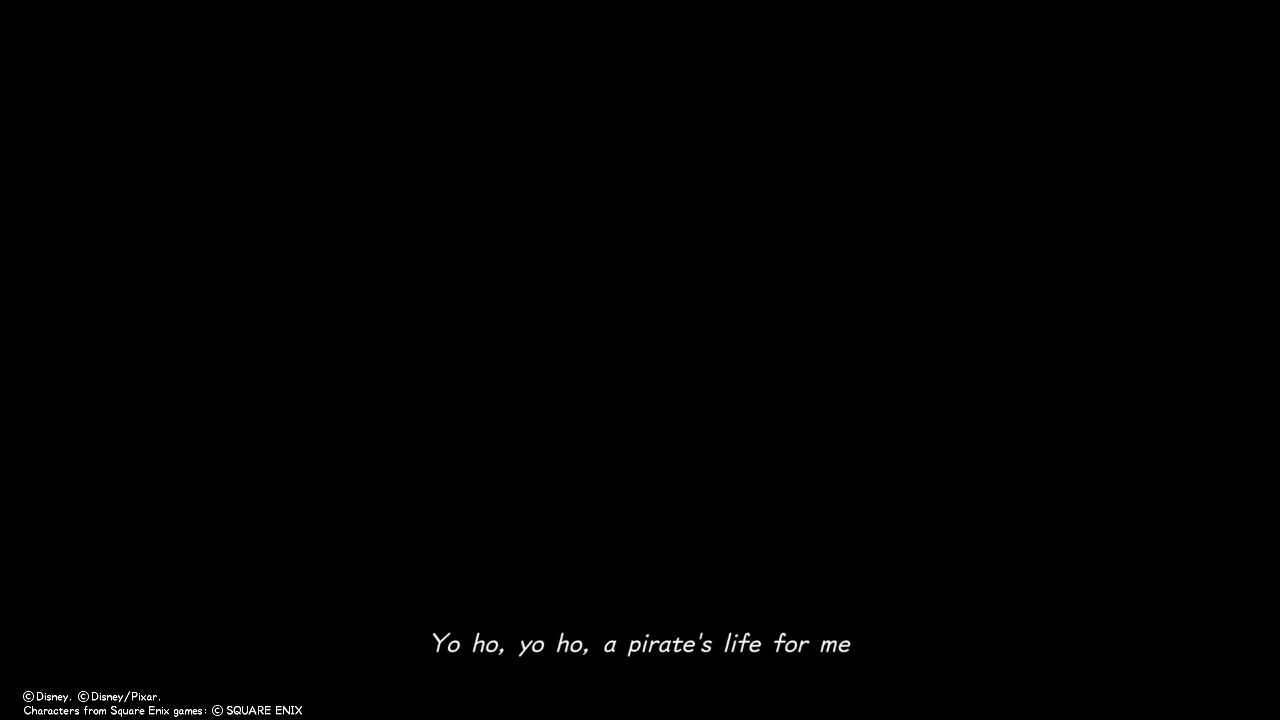 Yo ho, yo ho, a pirate's life for me
©Disney. ©Disney/Pixar.
Characters from Square Enix games: © SQUARE ENIX